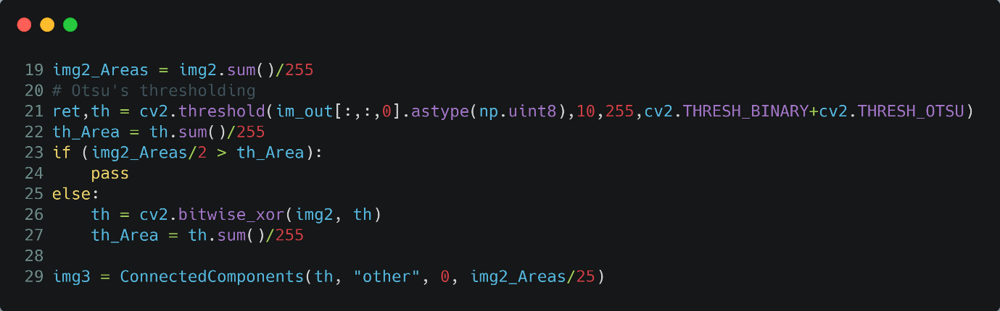 19 img2_Areas = img2.sum()/255
20 # Otsu's thresholding
21 ret,th = cv2.threshold(im_out[:,:,0].astype(np.uint8),10,255,cv2.THRESH_BINARY+cv2.THRESH_OTSU)
22 th_Area = th.sum()/255
23 if (img2_Areas/2 > th_Area):
24     pass
25 else:
26     th = cv2.bitwise_xor(img2, th)
27     th_Area = th.sum()/255
28
29 img3 = ConnectedComponents(th, "other", 0, img2_Areas/25)